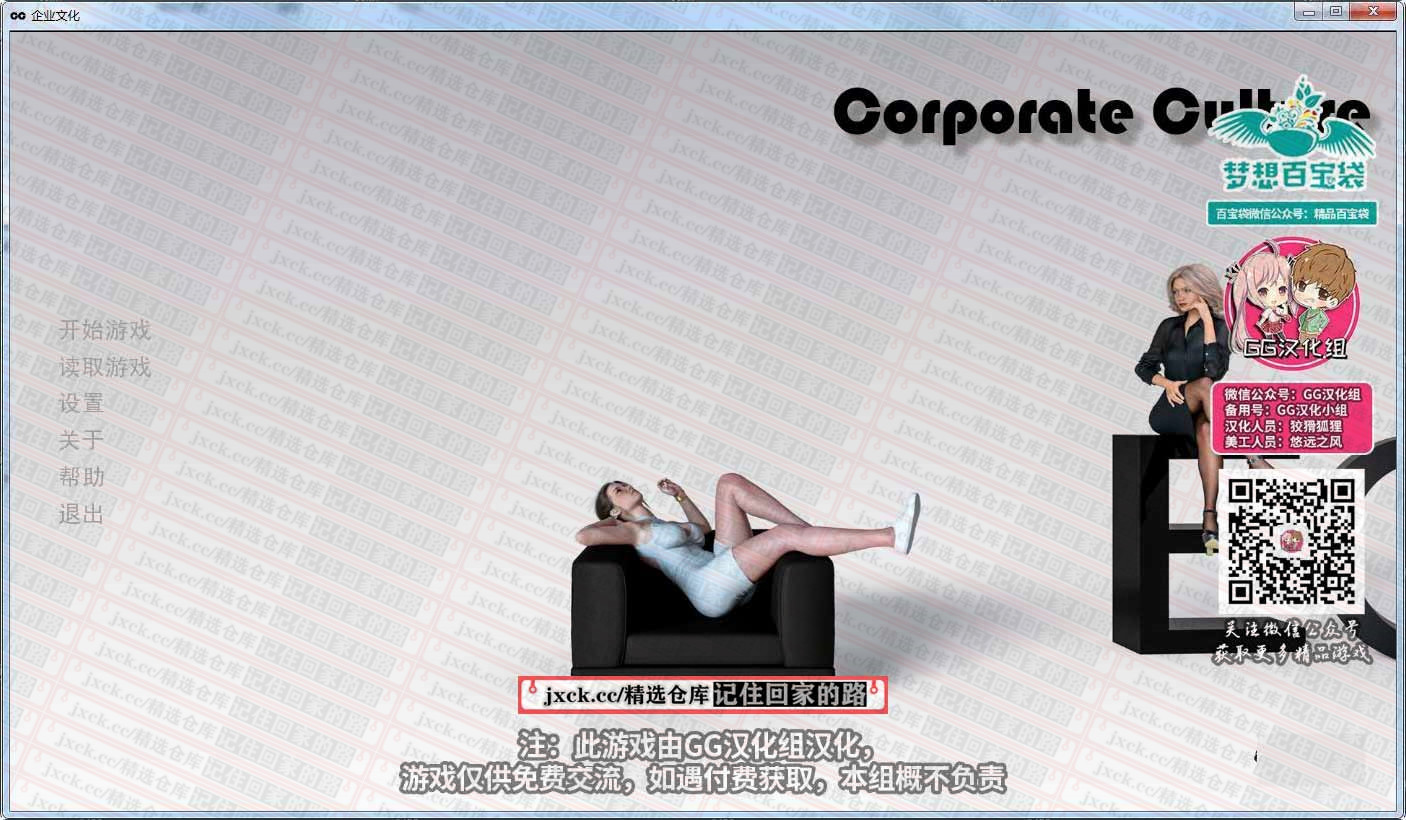 企业文化
Corporate Culture
梦想百宝袋
百宝袋微信公众号：精品百宝袋
GG汉化组
开始游戏
读取游戏
设置
关于
帮助
退出
微信公众号：GG汉化组
备用号：GG汉化小组
汉化人员：狡猾狐狸
美工人员：悠远之风
关注微信公众号
获取更多精品游戏
jxck.cc/精选仓库 记住回家的路
注：此游戏由GG汉化组汉化，
游戏仅供免费交流，如遇付费获取，本组概不负责